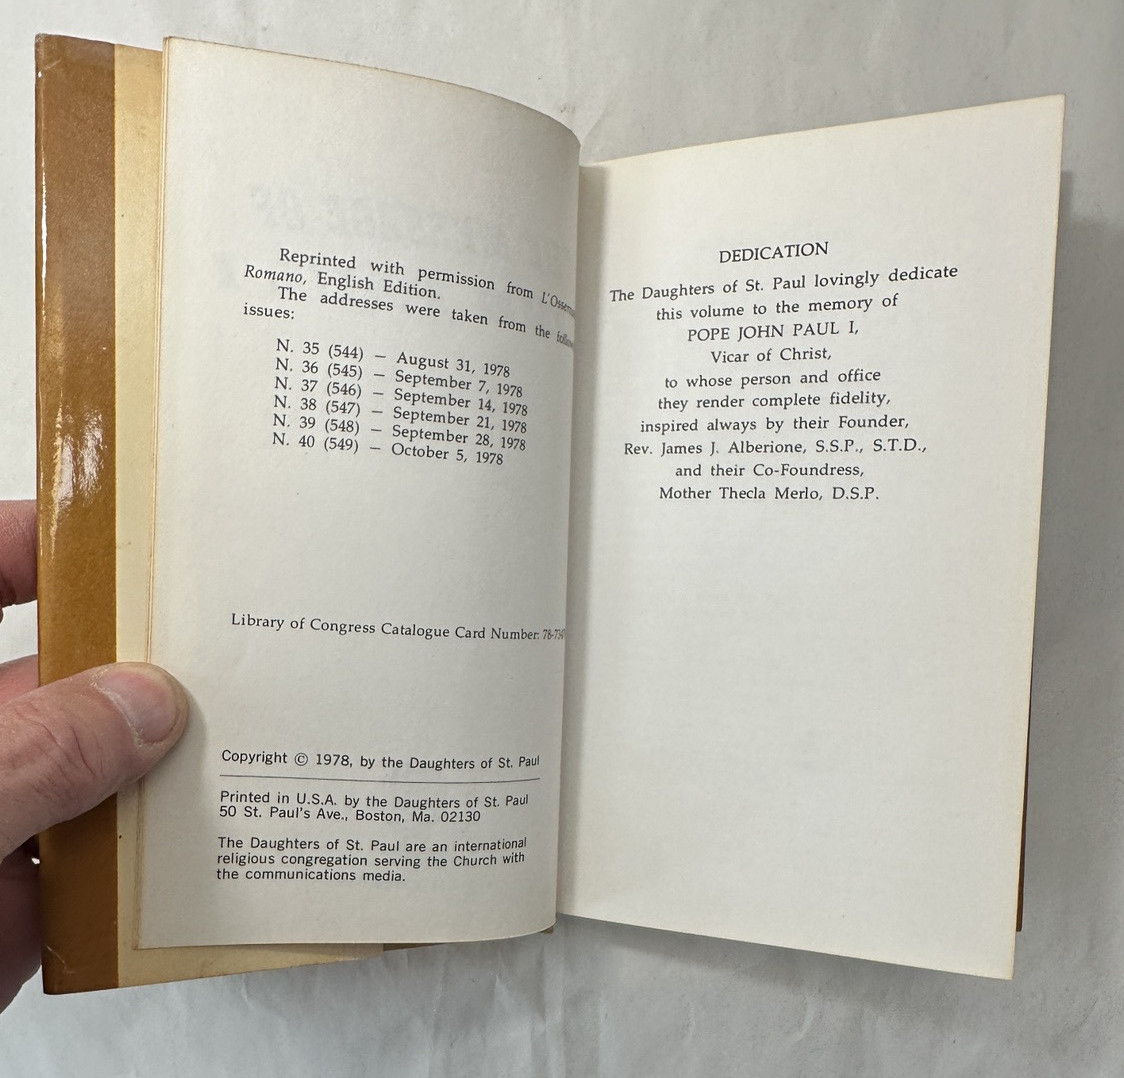 Reprinted with permission from
Romano, English Edition.
The addresses were taken from the
issues:
N. 35 (544) — August 31, 1978
N. 36 (545) — September 7, 1978
N. 37 (546) — September 14, 1978
N. 38 (547) — September 21, 1978
N. 39 (548) — September 28, 1978
N. 40 (549) — October 5, 1978
Library of Congress Catalogue Card Number:
Copyright © 1978, by the Daughters of St. Paul
Printed in U.S.A. by the Daughters of St. Paul
50 St. Paul's Ave., Boston, Ma. 02130
The Daughters of St. Paul are an international
religious congregation serving the Church with
the communications media.
DEDICATION
The Daughters of St. Paul lovingly dedicate
this volume to the memory of
POPE JOHN PAUL I,
Vicar of Christ,
to whose person and office
they render complete fidelity,
inspired always by their Founder,
Rev. James J. Alberione, S.S.P., S.T.D.,
and their Co-Foundress,
Mother Thecla Merlo, D.S.P.